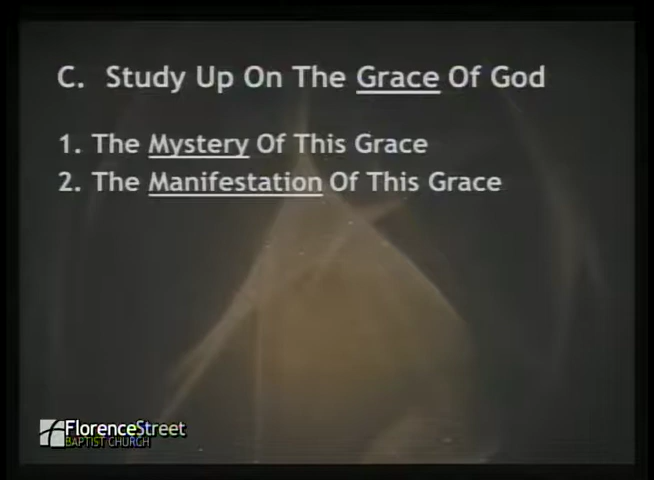 C. Study Up On The Grace Of God
1. The Mystery Of This Grace
2. The Manifestation Of This Grace
FlorenceStreet
BAPTIST CHURCH